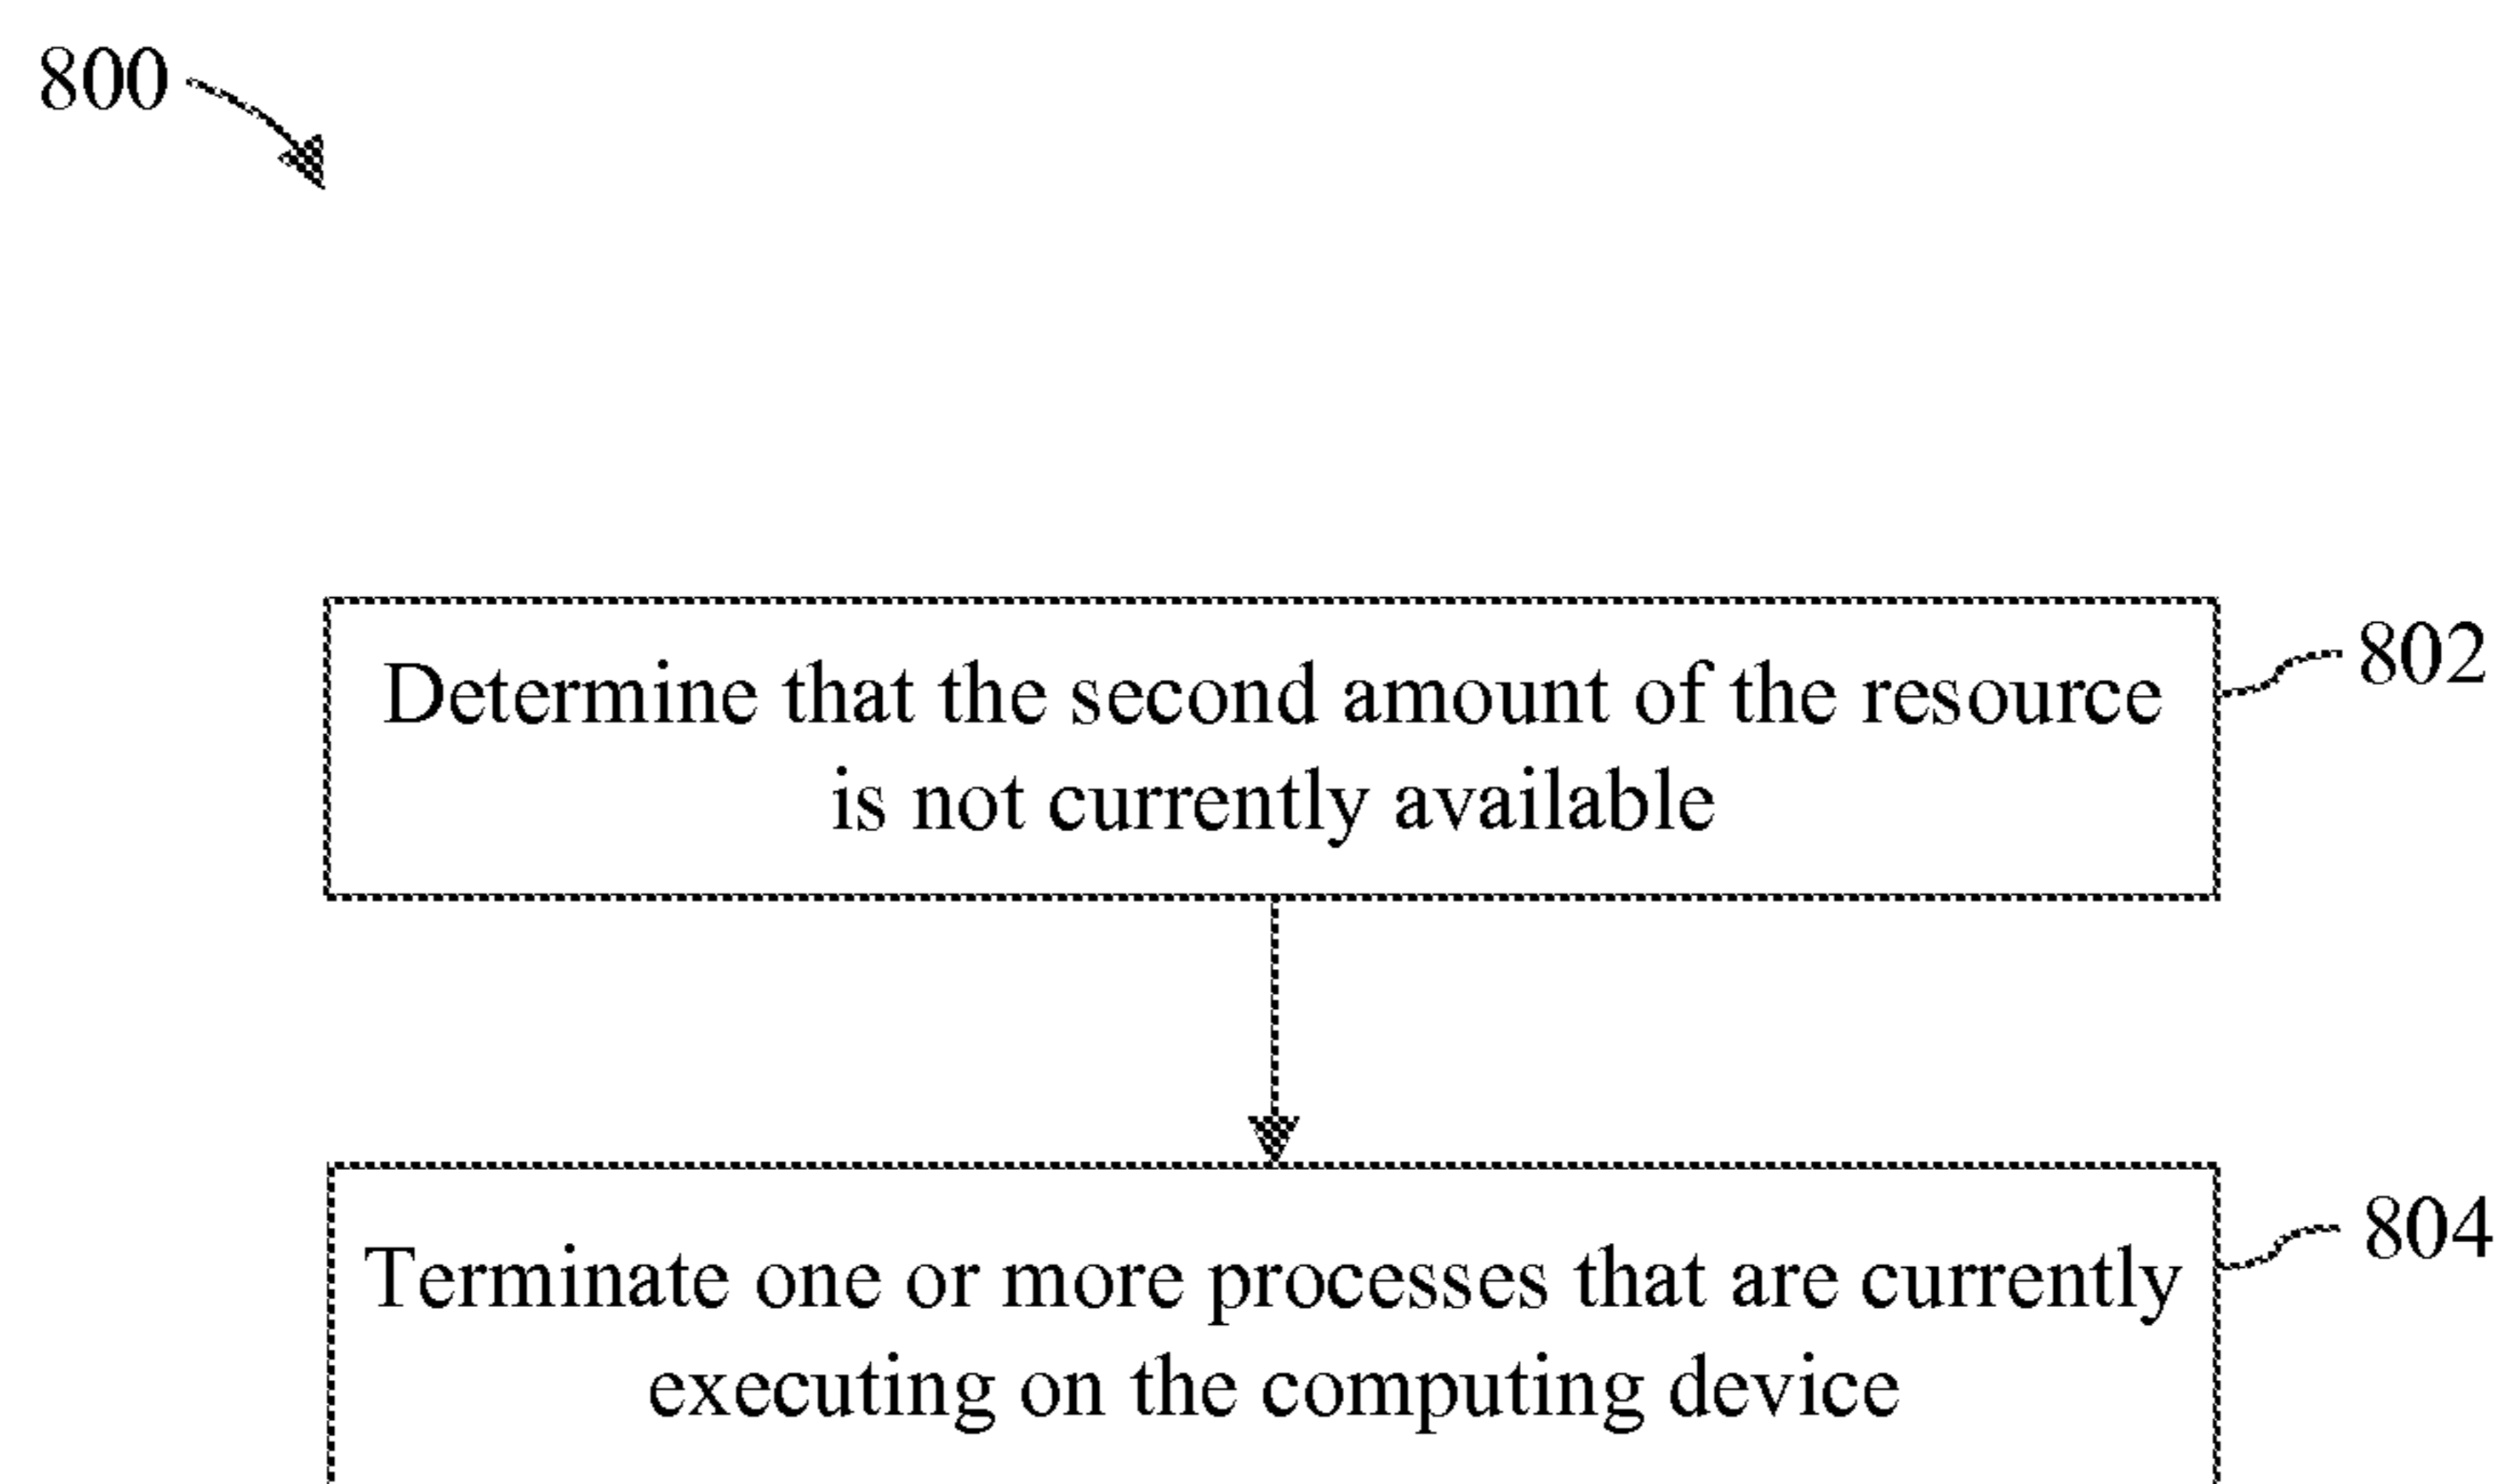 800
Determine that the second amount of the resource
is not currently available
802
Terminate one or more processes that are currently
executing on the computing device
804